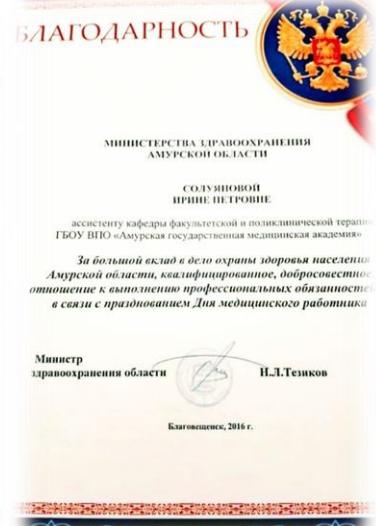 БЛАГОДАРНОСТЬ
МИНИСТЕРСТВА ЗДРАВООХРАНЕНИЯ
АМУРСКОЙ ОБЛАСТИ
СОЛУЯНОВОЙ
ИРИНЕ ПЕТРОВНЕ
ассистенту кафедры факультетской и поликлинической терапи
ГБОУ ВПО «Амурская государственная медицинская академия»
За большой вклад в дело охраны здоровья населения
Амурской области, квалифицированное, добросовестное
отношение к выполнению профессиональных обязанносте
в связи с празднованием Дня медицинского работника
Министр
здравоохранения области Н.Л.Тезиков
Благовещенск, 2016 г.